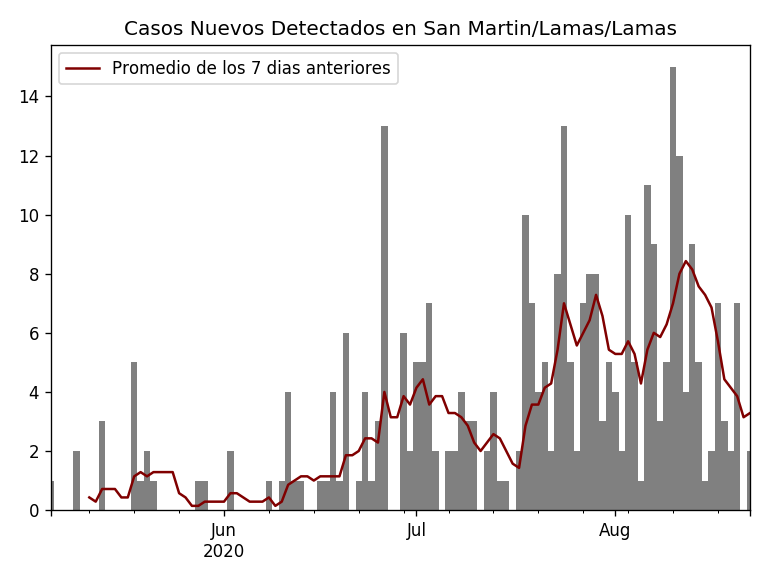 Casos Nuevos Detectados en San Martin/Lamas/Lamas
Promedio de los 7 dias anteriores
14
12
10
8
6
4
2
0
Jun
2020
Jul
Aug